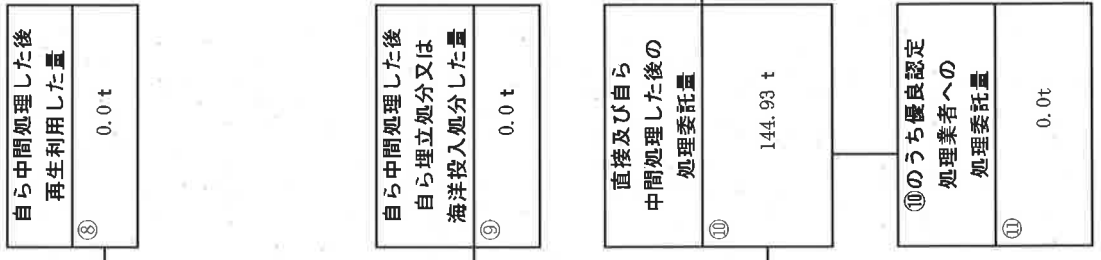 自ら中間処理した後
再生利用した量
⑧
0.0 t
自ら中間処理した後
自ら埋立処分又は
海洋投入処分した量
⑨
0.0 t
直接及び自ら
中間処理した後の
処理委託量
⑩
144.93 t
⑩のうち優良認定
処理業者への
処理委託量
⑪
0.0t